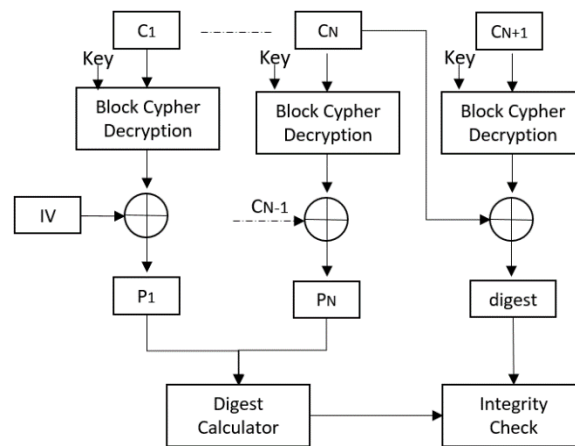 C1
CN
CN+1
Key
Key
Key
Block Cypher
Decryption
Block Cypher
Decryption
Block Cypher
Decryption
IV
CN-1
P1
PN
digest
Digest
Calculator
Integrity
Check